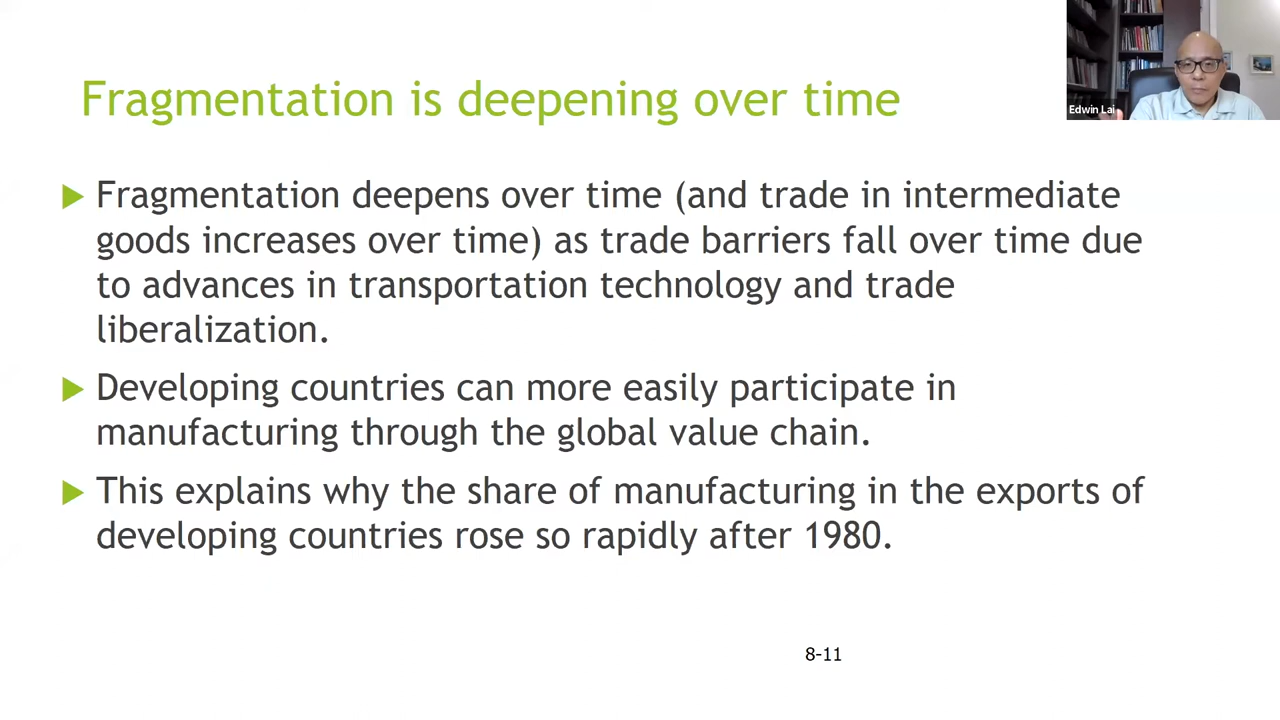 Fragmentation is deepening over time
Edwin Lai
Fragmentation deepens over time (and trade in intermediate
goods increases over time) as trade barriers fall over time due
to advances in transportation technology and trade
liberalization.
Developing countries can more easily participate in
manufacturing through the global value chain.
This explains why the share of manufacturing in the exports of
developing countries rose so rapidly after 1980.
8-11